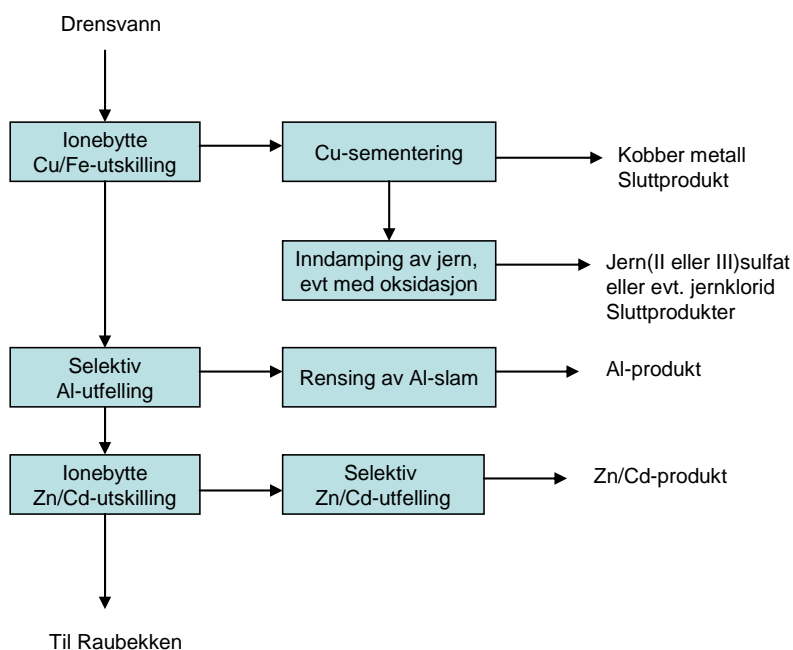 Drensvann
Ionebytte
Cu/Fe-utskilling
Cu-sementering
Kobber metall
Sluttprodukt
Inndamping av jern,
evt med oksidasjon
Jern(II eller III)sulfat
eller evt. jernklorid
Sluttprodukter
Selektiv
Al-utfelling
Rensing av Al-slam
Al-produkt
Ionebytte
Zn/Cd-utskilling
Selektiv
Zn/Cd-utfelling
Zn/Cd-produkt
Til Raubekken